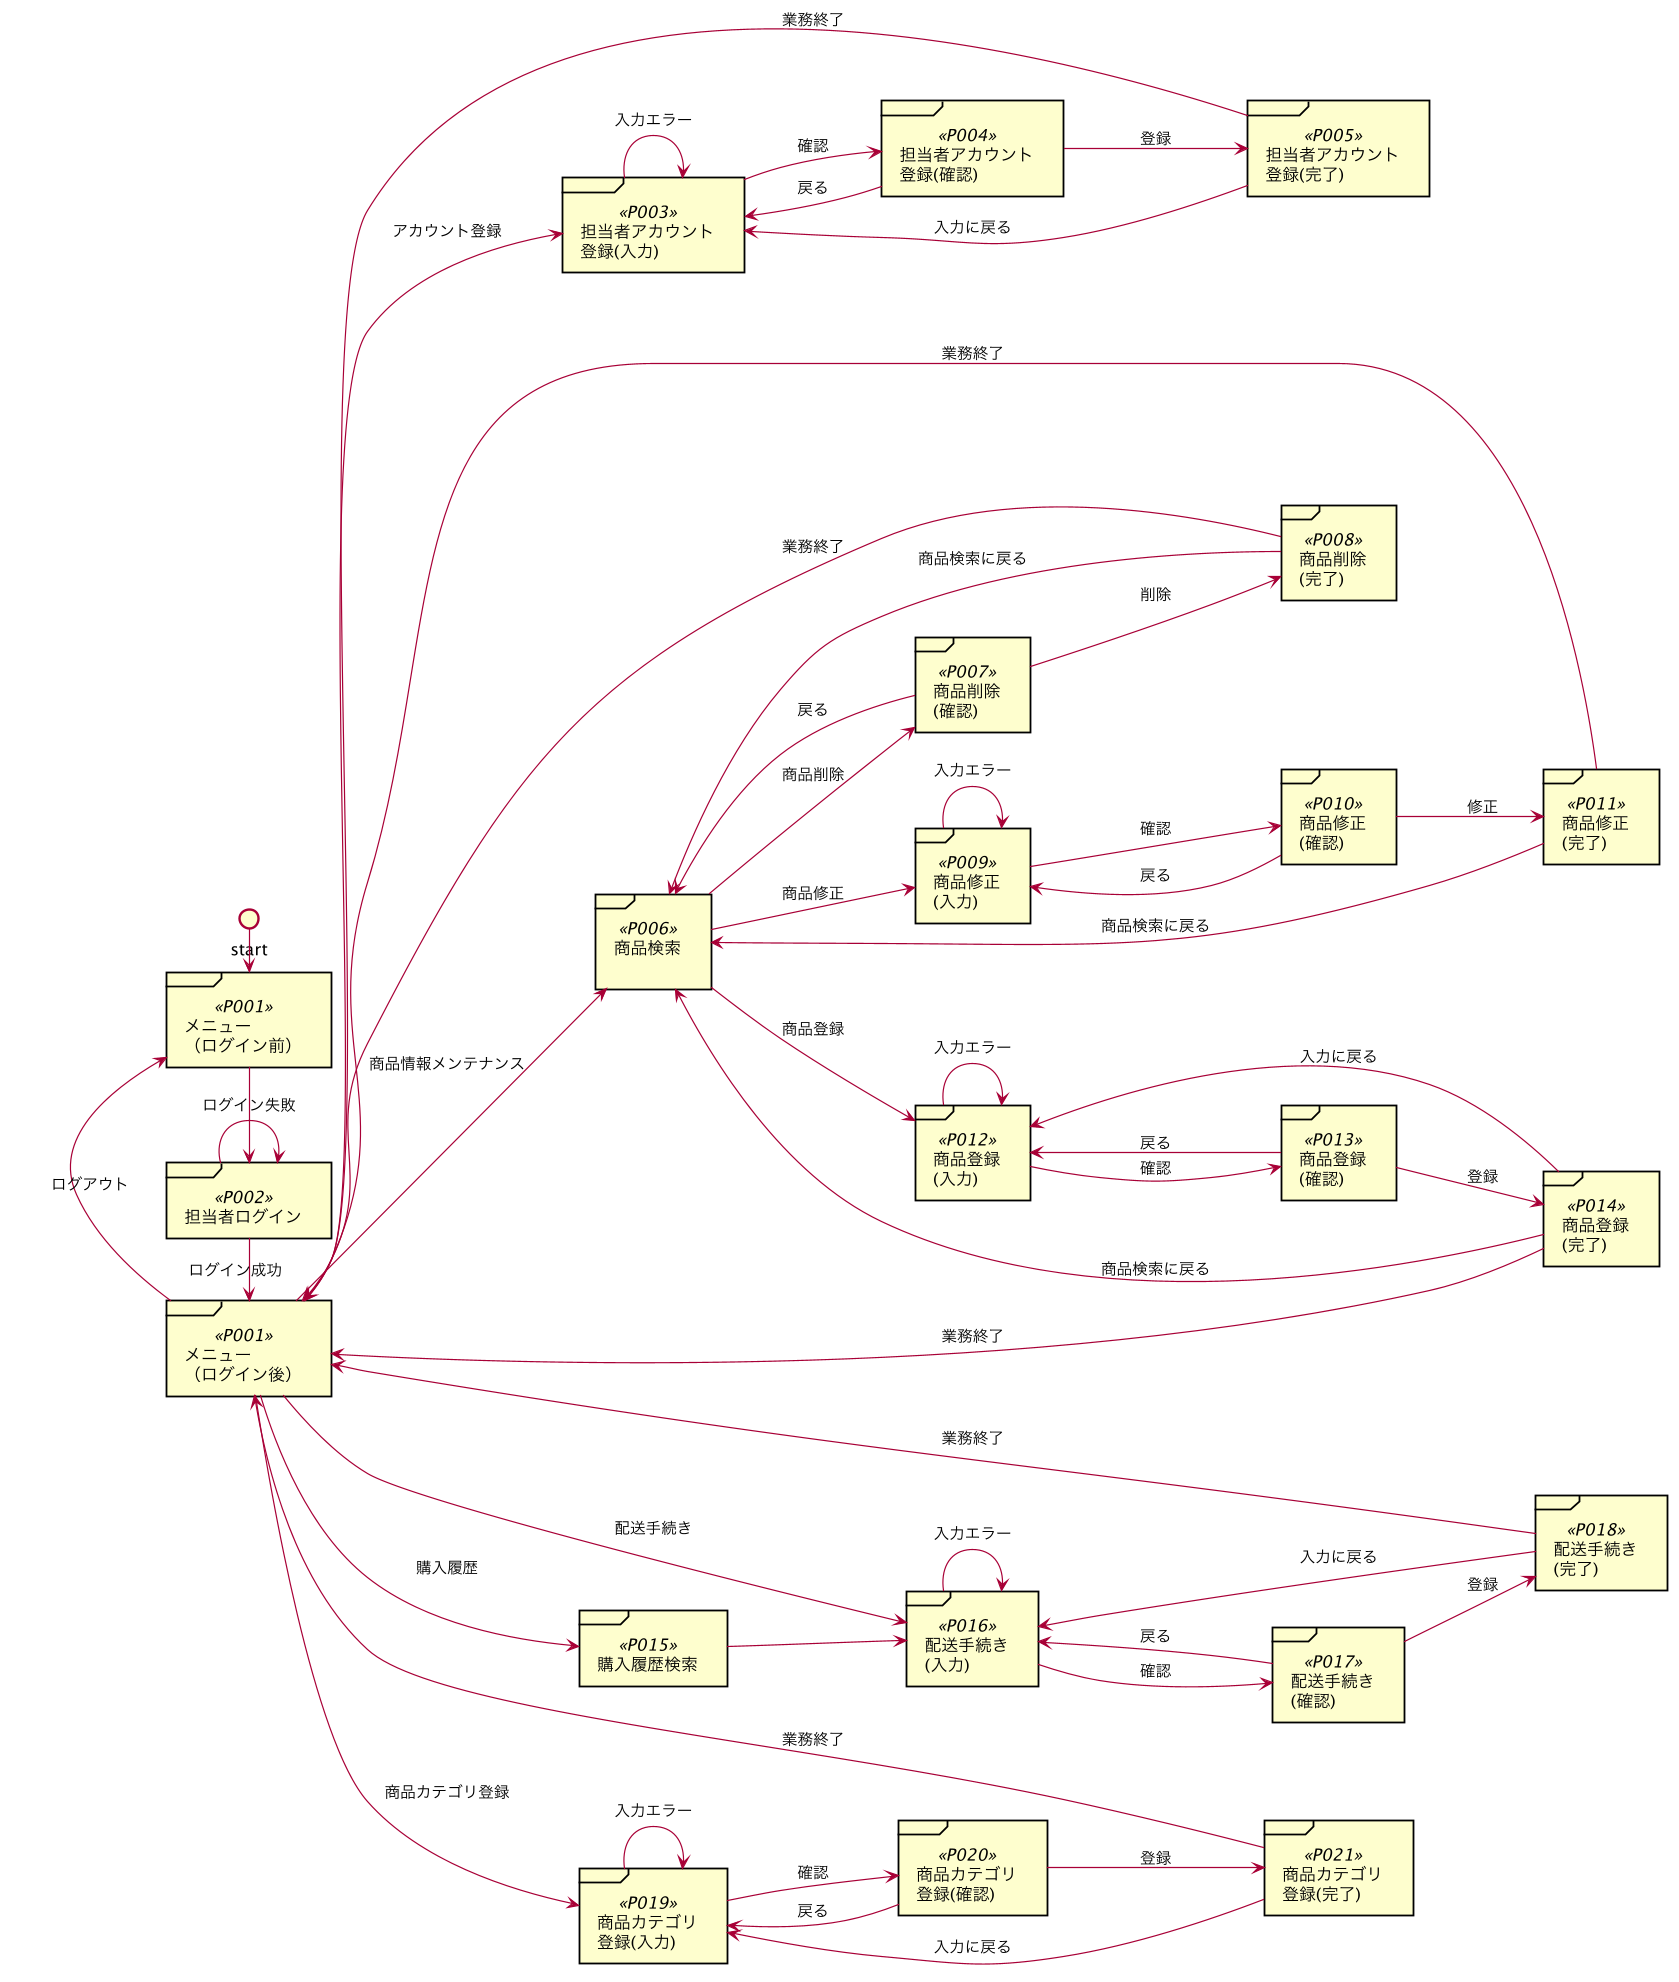 業務終了
入力エラー
確認
«P004»
担当者アカウント
登録(確認)
登録
«P005»
担当者アカウント
登録(完了)
戻る
アカウント登録
«P003»
担当者アカウント
登録(入力)
入力に戻る
業務終了
業務終了
商品検索に戻る
«P008»
商品削除
(完了)
削除
«P007»
商品削除
(確認)
戻る
商品削除
入力エラー
確認
«P010»
商品修正
(確認)
修正
«P011»
商品修正
(完了)
«P009»
商品修正
(入力)
戻る
商品修正
商品検索に戻る
«P006»
商品検索
start
«P001»
メニュー
（ログイン前）
商品登録
入力エラー
入力に戻る
商品情報メンテナンス
ログイン失敗
«P012»
商品登録
(入力)
戻る
確認
«P013»
商品登録
(確認)
登録
«P014»
商品登録
(完了)
ログアウト
«P002»
担当者ログイン
ログイン成功
商品検索に戻る
«P001»
メニュー
（ログイン後）
業務終了
業務終了
配送手続き
入力エラー
入力に戻る
«P018»
配送手続き
(完了)
購入履歴
登録
«P015»
購入履歴検索
«P016»
配送手続き
(入力)
戻る
確認
«P017»
配送手続き
(確認)
業務終了
商品カテゴリ登録
入力エラー
確認
«P020»
商品カテゴリ
登録(確認)
登録
«P021»
商品カテゴリ
登録(完了)
«P019»
商品カテゴリ
登録(入力)
戻る
入力に戻る